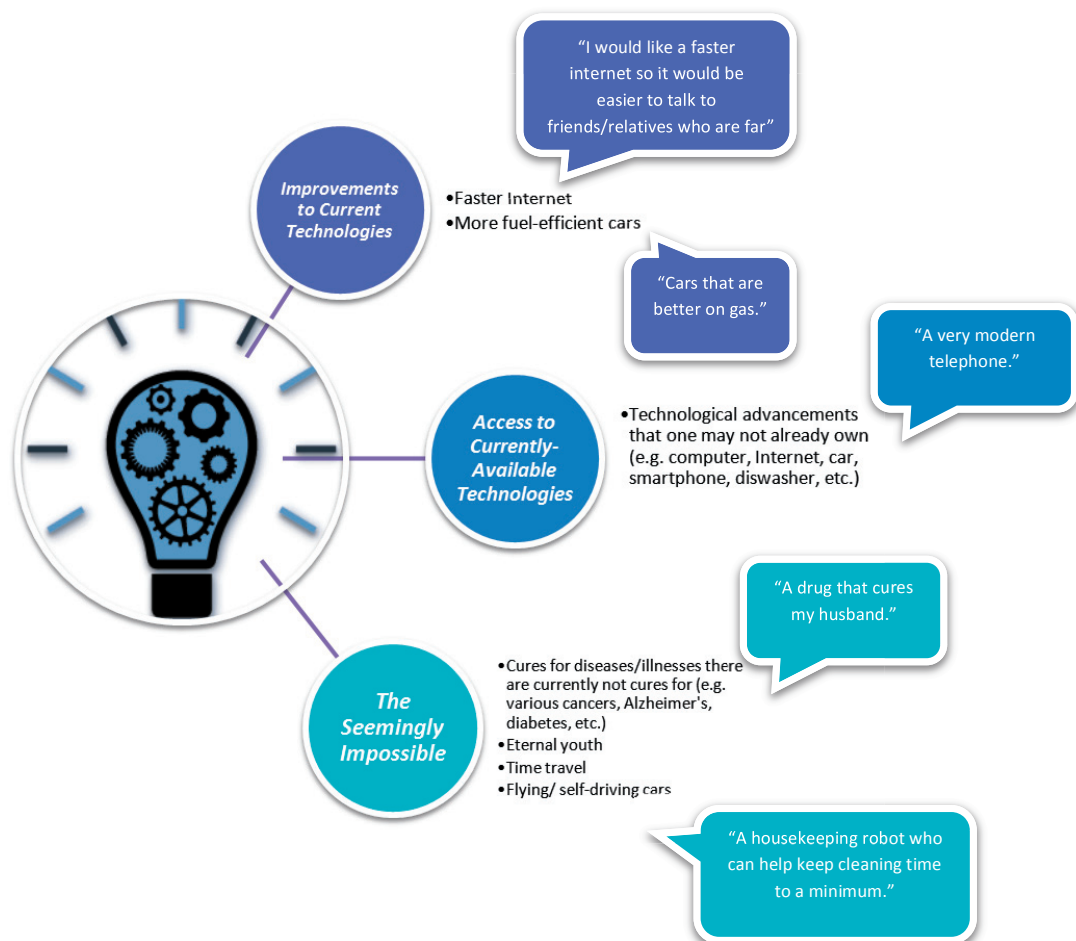 “I would like a faster
internet so it would be
easier to talk to
friends/relatives who are far”
Improvements
to Current
Technologies
•Faster Internet
•More fuel-efficient cars
“Cars that are
better on gas.”
“A very modern
telephone.”
Access to
Currently-
Available
Technologies
•Technological advancements
that one may not already own
(e.g. computer, Internet, car,
smartphone, diswasher, etc.)
“A drug that cures
my husband.”
The
Seemingly
Impossible
•Cures for diseases/illnesses there
are currently not cures for (e.g.
various cancers, Alzheimer's,
diabetes, etc.)
•Eternal youth
•Time travel
•Flying/ self-driving cars
“A housekeeping robot who
can help keep cleaning time
to a minimum.”